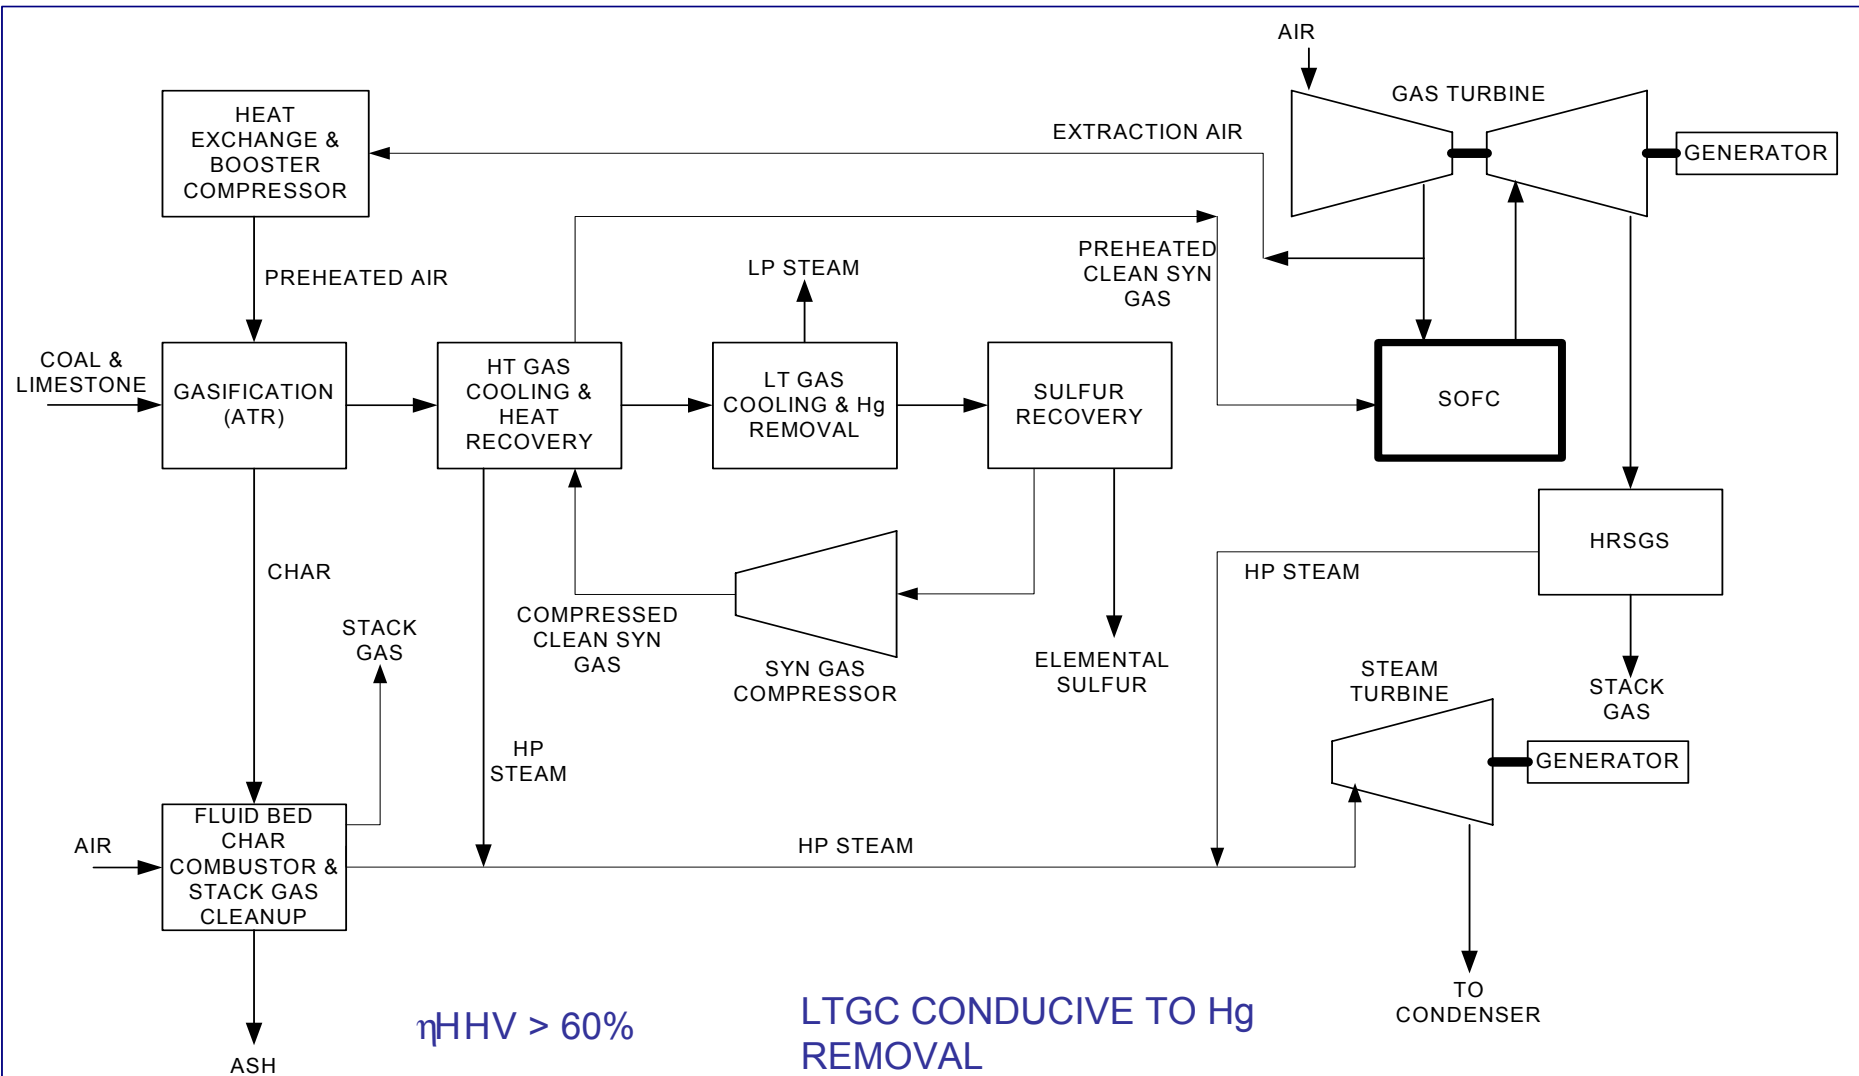 AIR
GAS TURBINE
HEAT
EXCHANGE &
BOOSTER
COMPRESSOR
EXTRACTION AIR
GENERATOR
PREHEATED AIR
LP STEAM
PREHEATED
CLEAN SYN
GAS
COAL &
LIMESTONE
GASIFICATION
(ATR)
HT GAS
COOLING &
HEAT
RECOVERY
LT GAS
COOLING & Hg
REMOVAL
SULFUR
RECOVERY
SOFC
HRSGS
HP STEAM
CHAR
STACK
GAS
COMPRESSED
CLEAN SYN
GAS
SYN GAS
COMPRESSOR
ELEMENTAL
SULFUR
STEAM
TURBINE
STACK
GAS
GENERATOR
HP
STEAM
AIR
FLUID BED
CHAR
COMBUSTOR &
STACK GAS
CLEANUP
HP STEAM
TO
CONDENSER
ASH
ηHHV > 60%
LTGC CONDUCIVE TO Hg
REMOVAL